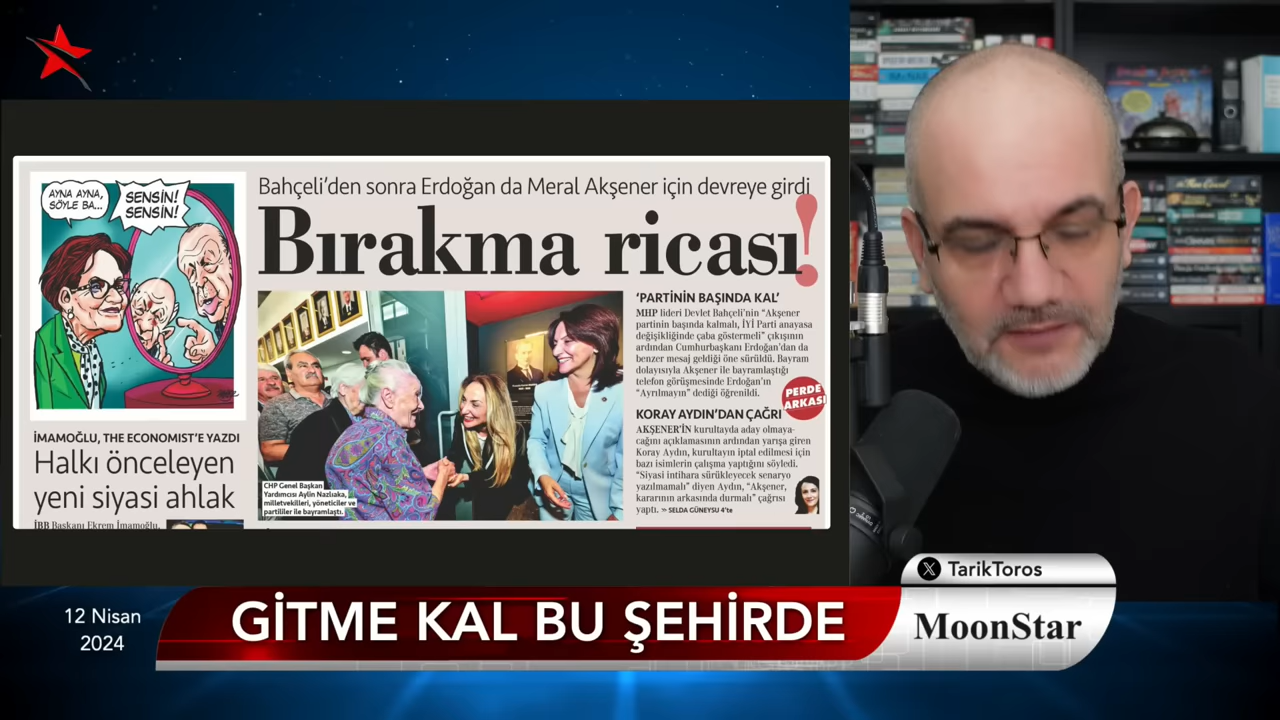 AYNA AYNA,
SÖYLE BA...
SENSİN!
SENSİN!
Bahçeli’den sonra Erdoğan da Meral Akşener için devreye girdi
Bırakma ricası!
‘PARTİNİN BAŞINDA KAL’
MHP lideri Devlet Bahçeli’nin “Akşener
partinin başında kalmalı, İYİ Parti anayasa
değişikliğinde çaba göstermeli” çıkışının
ardından Cumhurbaşkanı Erdoğan’dan da
benzer mesaj geldiği öne sürüldü. Bayram
dolayısıyla Akşener ile bayramlaştığı
telefon görüşmesinde Erdoğan’ın
“Ayrılmayın” dediği öğrenildi.
PERDE
ARKASI
KORAY AYDIN’DAN ÇAĞRI
AKŞENER’İN kurultayda aday olmaya-
cağını açıklamasının ardından yarışa giren
Koray Aydın, kurultayın iptal edilmesi için
bazı isimlerin çalışma yaptığını söyledi.
“Siyasi intihara sürükleyecek senaryo
yazılmamalı” diyen Aydın, “Akşener,
kararının arkasında durmalı” çağrısı
yaptı. » SELDA GÜNEYSU 4’te
CHP Genel Başkan
Yardımcısı Aylin Nazlıaka,
milletvekilleri, yöneticiler ve
partililer ile bayramlaştı.
İMAMOĞLU, THE ECONOMIST’E YAZDI
Halkı önceleyen
yeni siyasi ahlak
İBB Başkanı Ekrem İmamoğlu,
12 Nisan
2024
GİTME KAL BU ŞEHİRDE
X TarikToros
MoonStar